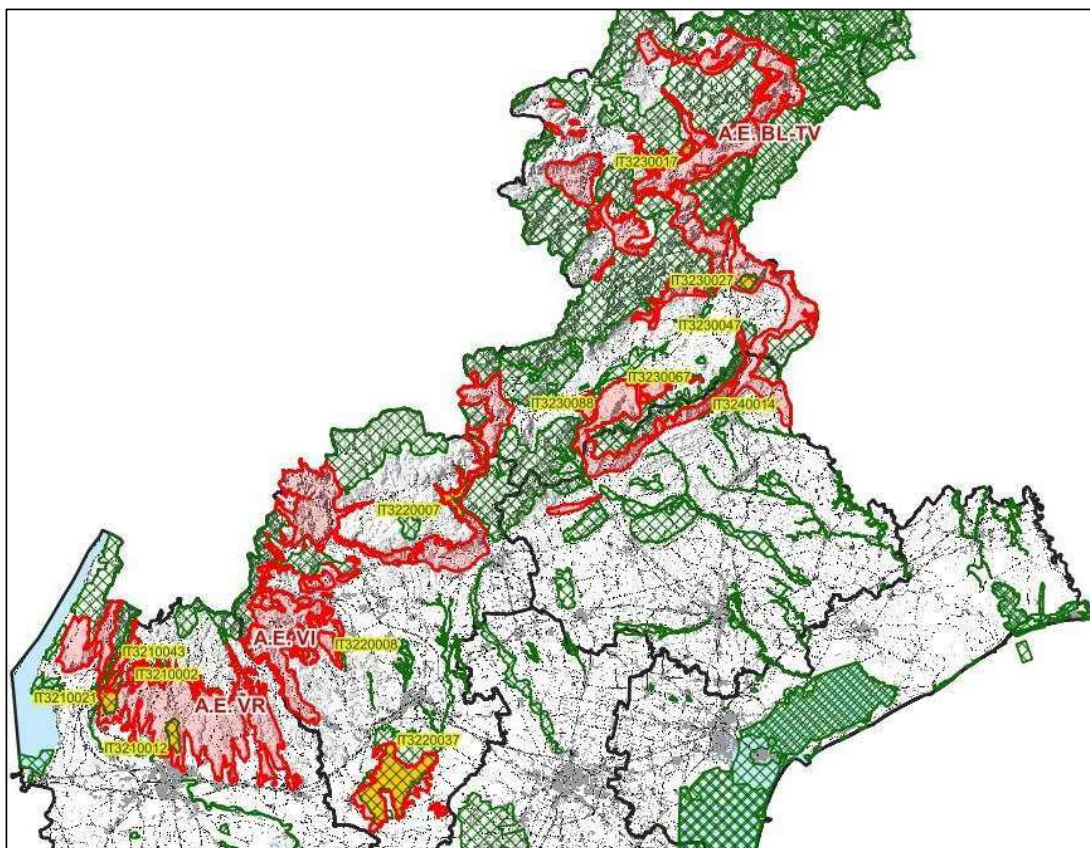 A.E. BL-TV
IT3230017
IT3230027
IT3230047
IT3230067
IT3230088
IT3240014
IT3220007
A.E. VI
IT3220008
IT3210043
IT3210002
IT3210021
A.E. VR
IT3210012
IT3220037